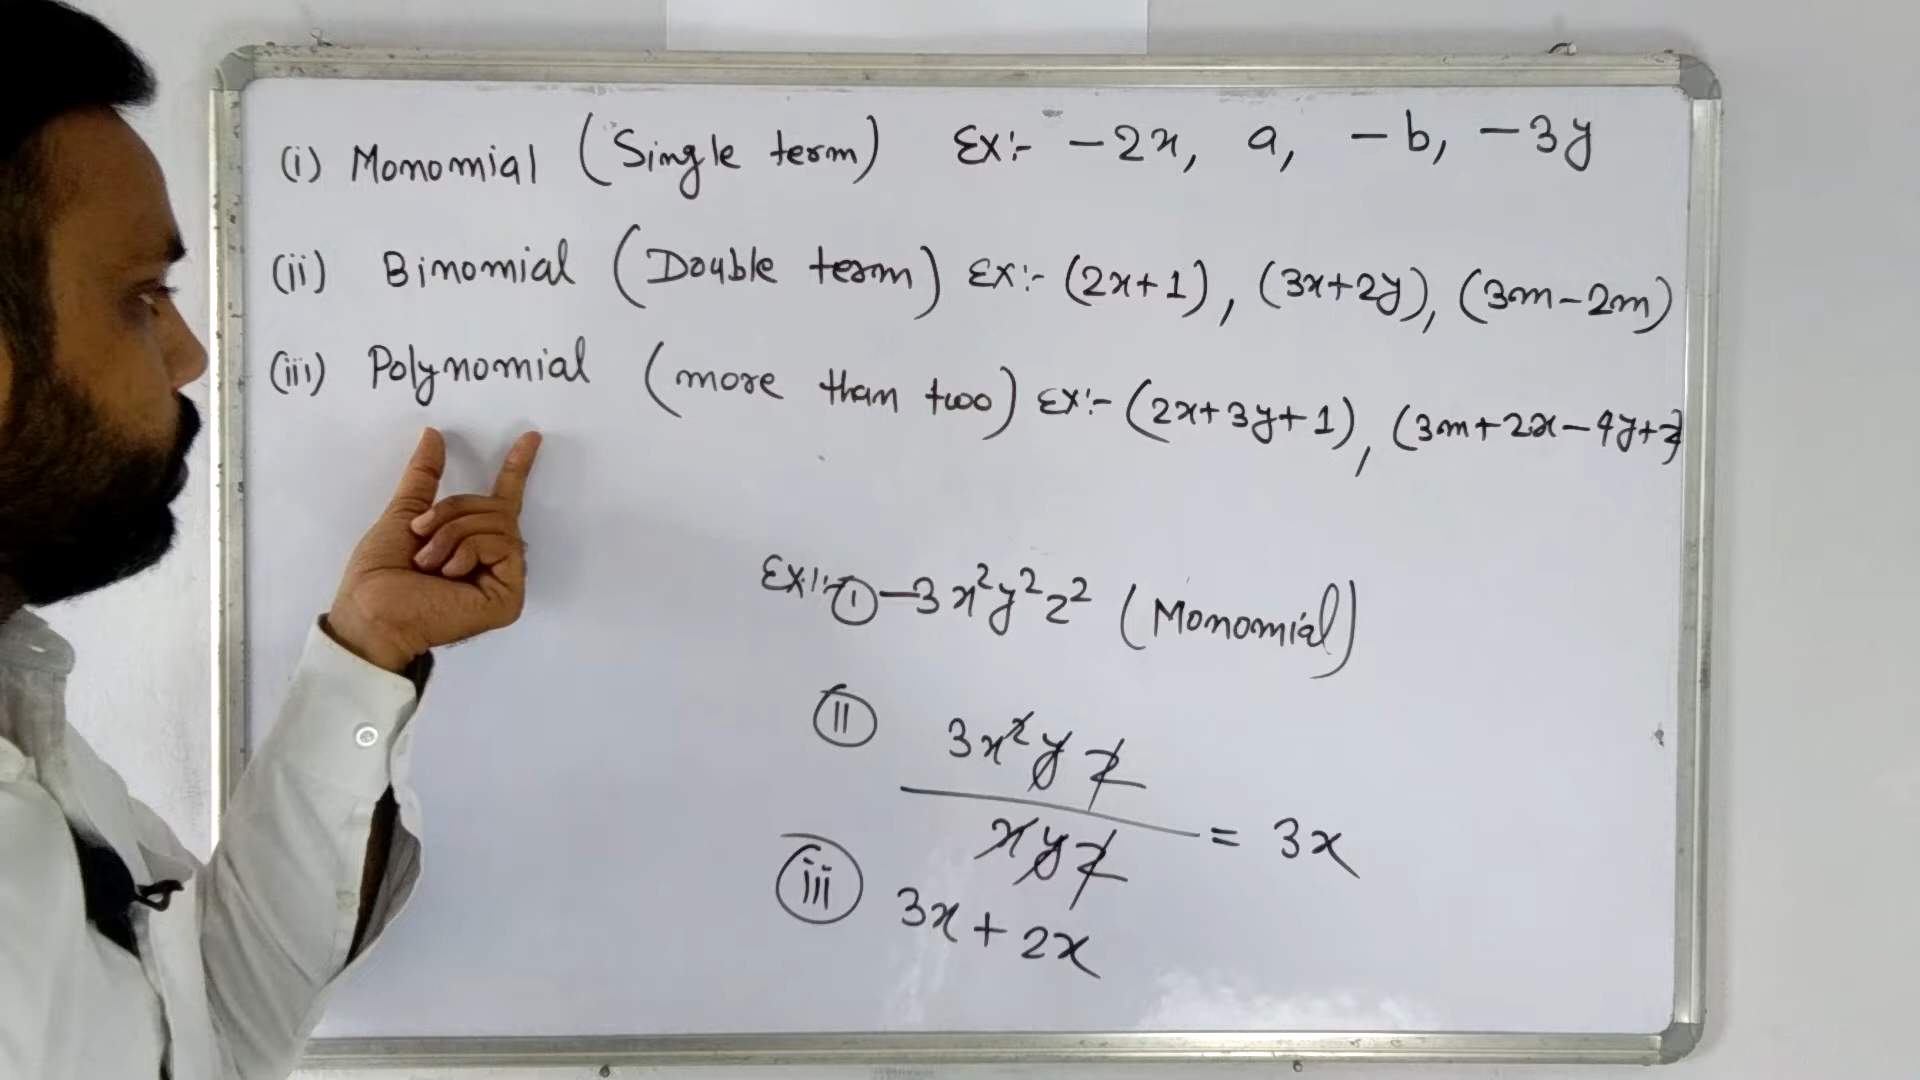 (i) Monomial (Single term) Ex:- -2x, a, -b, -3y
(ii) Binomial (Double term) Ex:- (2x+1), (3x+2y), (3m-2m)
(iii) Polynomial (more than two) Ex:- (2x+3y+1), (3m+2x-4y+z)
Ex:- (i) -3x²y²z² (Monomial)
(ii) 3x²yz
xyz = 3x
(iii) 3x+2x